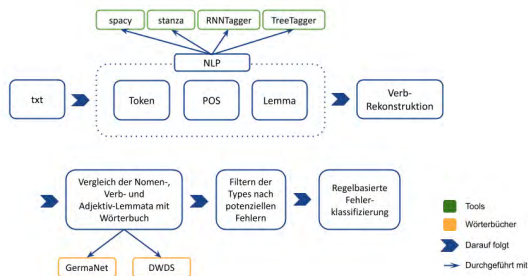 spacy
stanza
RNNTagger
TreeTagger
NLP
txt
Token
POS
Lemma
Verb-
Rekonstruktion
Vergleich der Nomen-,
Verb- und
Adjektiv-Lemmata mit
Wörterbuch
Filtern der
Types nach
potenziellen
Fehlern
Regelbasierte
Fehler-
klassifizierung
GermaNet
DWDS
Tools
Wörterbücher
Darauf folgt
Durchgeführt mit